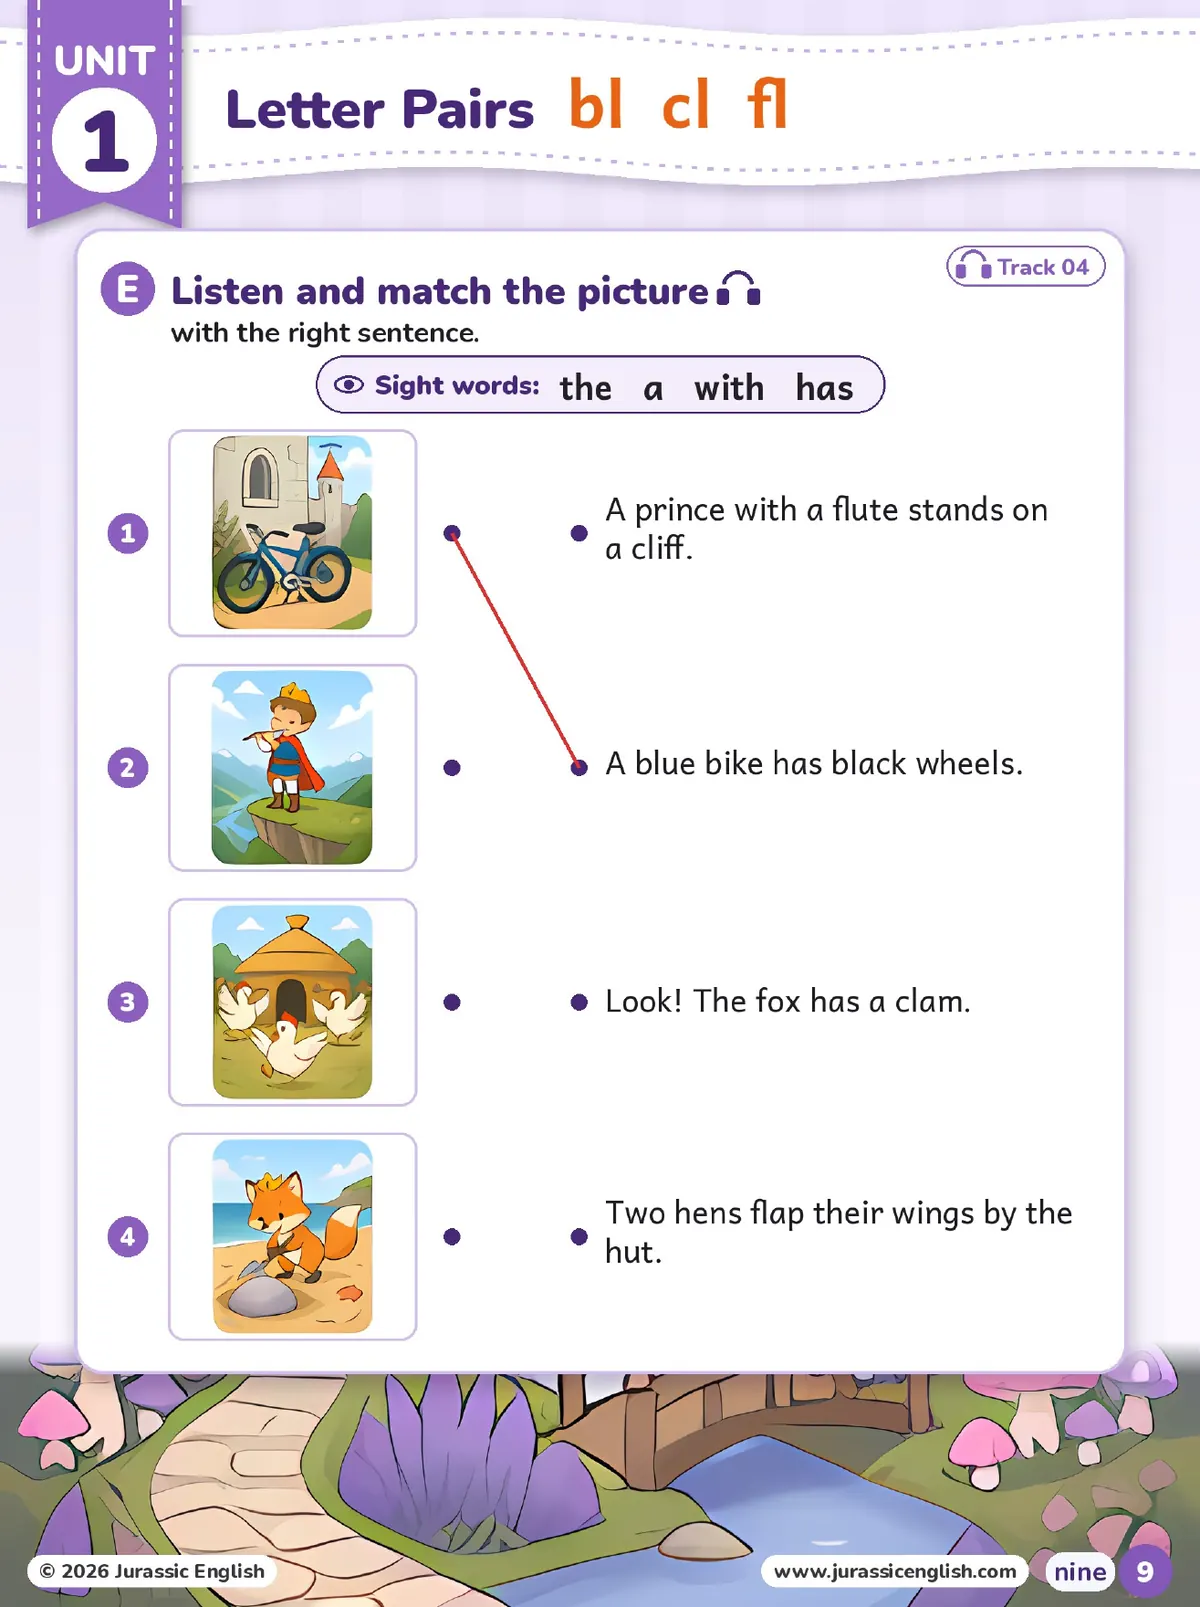 UNIT
1
Letter Pairs bl cl fl
Track 04
E Listen and match the picture
with the right sentence.
Sight words: the a with has
1
A prince with a flute stands on
a cliff.
2
A blue bike has black wheels.
3
Look! The fox has a clam.
4
Two hens flap their wings by the
hut.
© 2026 Jurassic English
www.jurassicenglish.com
nine 9